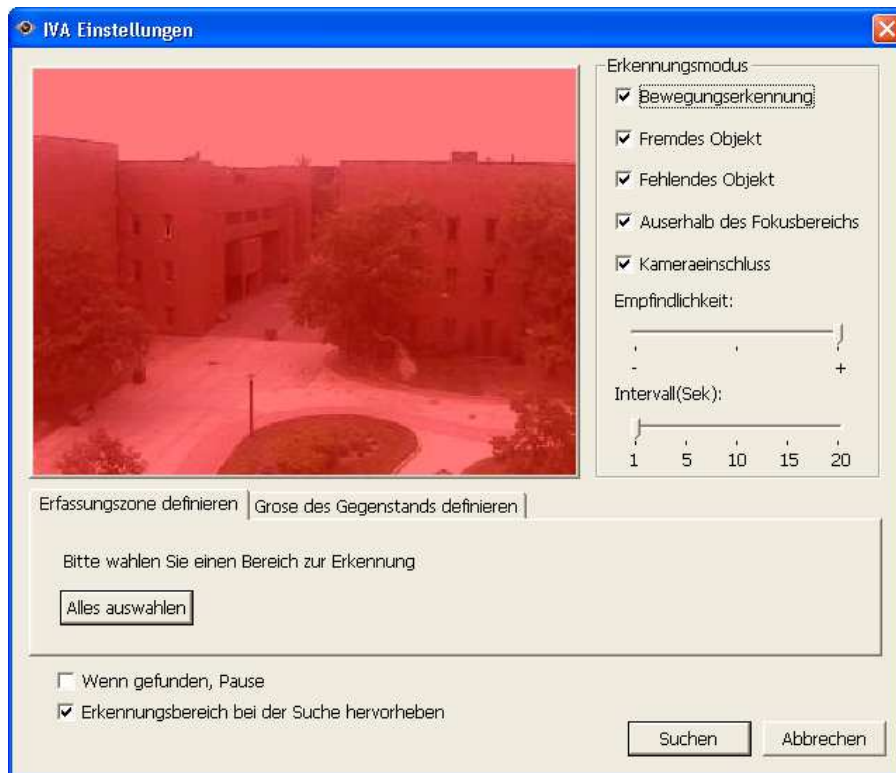 IVA Einstellungen
Erkennungsmodus
Bewegungserkennung
Fremdes Objekt
Fehlendes Objekt
Auserhalb des Fokusbereichs
Kameraeinschluss
Empfindlichkeit:
- +
Intervall(Sek):
1 5 10 15 20
Erfassungszone definieren
Grose des Gegenstands definieren
Bitte wahlen Sie einen Bereich zur Erkennung
Alles auswahlen
Wenn gefunden, Pause
Erkennungsbereich bei der Suche hervorheben
Suchen
Abbrechen